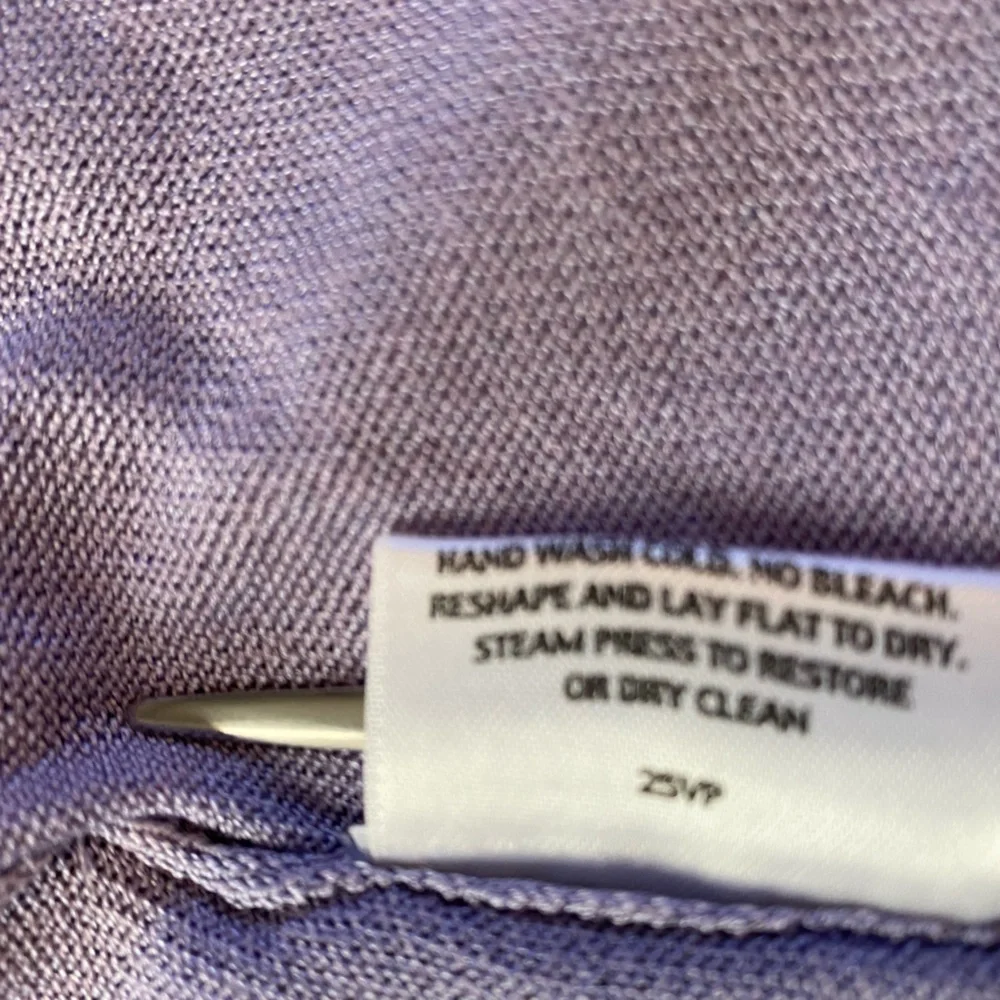 HAND WASH COLD. NO BLEACH.
RESHAPE AND LAY FLAT TO DRY.
STEAM PRESS TO RESTORE
OR DRY CLEAN
25VP